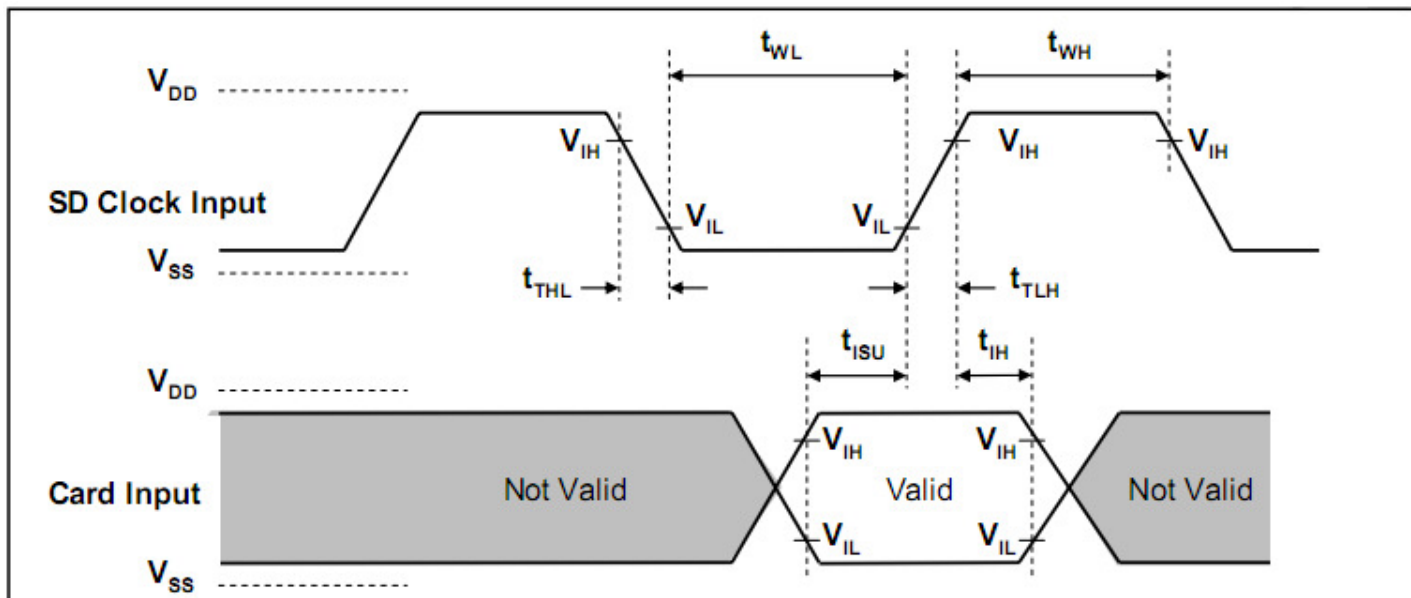 t_WL t_WH
V_DD
V_IH V_IH V_IH
SD Clock Input
V_IL V_IL
V_SS
t_THL t_TLH
t_ISU t_IH
V_DD
V_IH V_IH
Card Input Not Valid Valid Not Valid
V_IL V_IL
V_SS